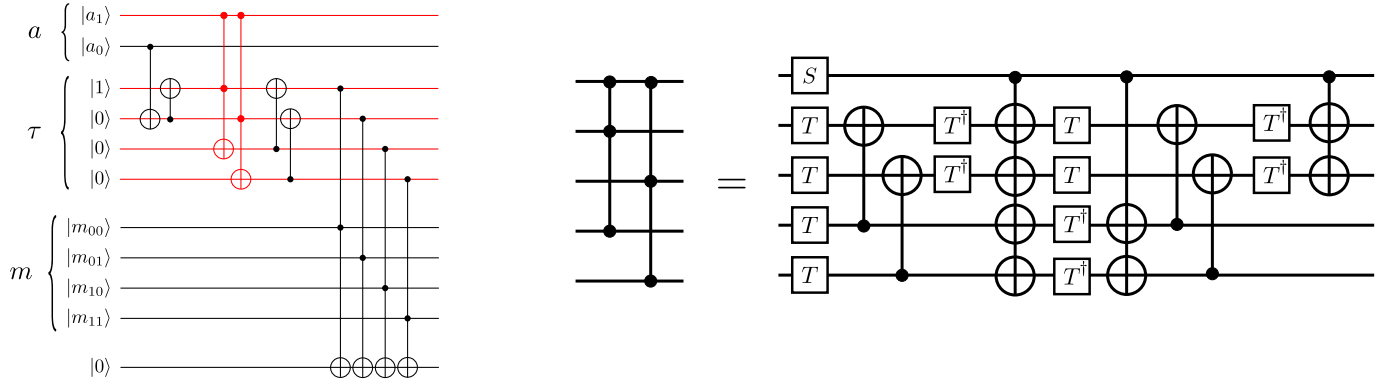 a
|a₁⟩
|a₀⟩
τ
|1⟩
|0⟩
|0⟩
|0⟩
m
|m₀₀⟩
|m₀₁⟩
|m₁₀⟩
|m₁₁⟩
|0⟩
=
S
T T† T T†
T T† T T†
T T†
T T†